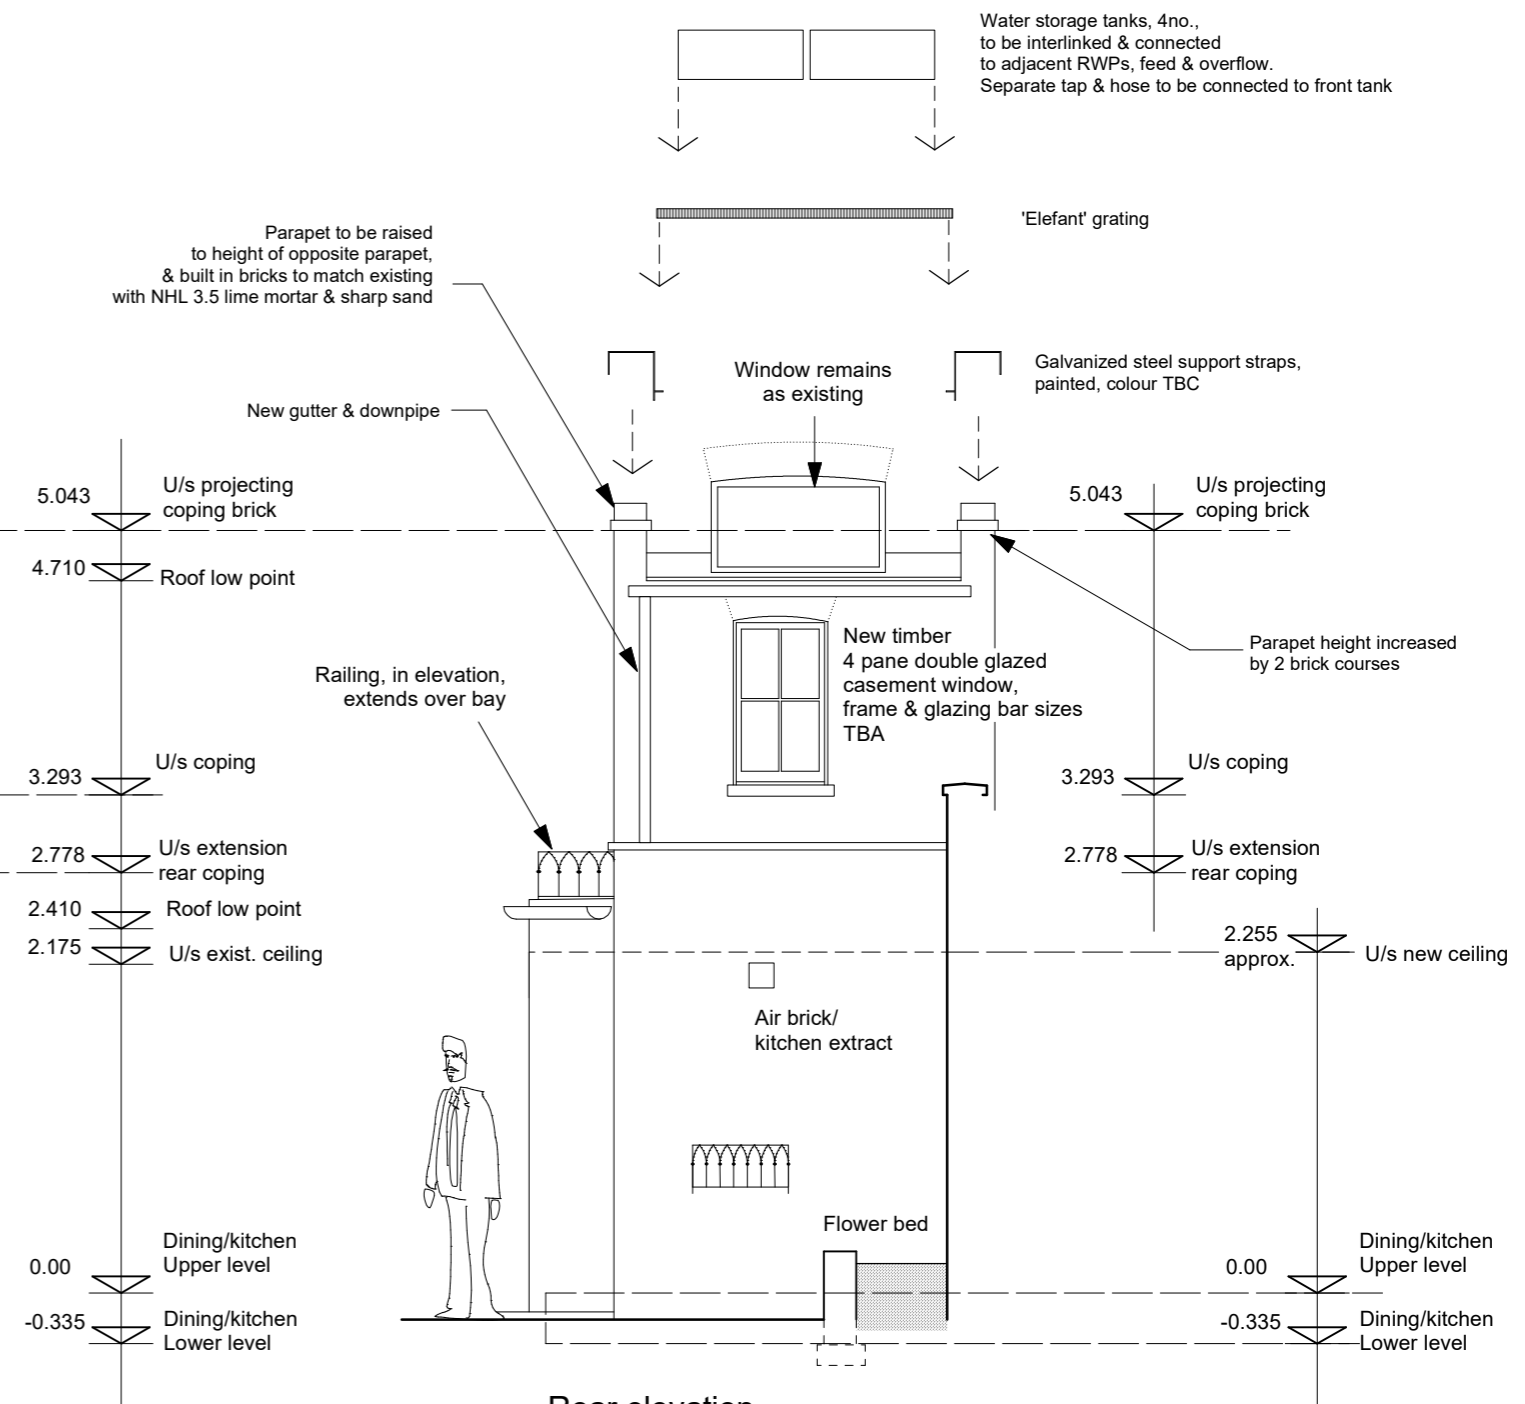 Water storage tanks, 4no.,
to be interlinked & connected
to adjacent RWPs, feed & overflow.
Separate tap & hose to be connected to front tank
'Elefant' grating
Parapet to be raised
to height of opposite parapet,
& built in bricks to match existing
with NHL 3.5 lime mortar & sharp sand
Galvanized steel support straps,
painted, colour TBC
Window remains
as existing
New gutter & downpipe
5.043
U/s projecting
coping brick
5.043
U/s projecting
coping brick
4.710
Roof low point
New timber
4 pane double glazed
casement window,
frame & glazing bar sizes
TBA
Parapet height increased
by 2 brick courses
Railing, in elevation,
extends over bay
3.293
U/s coping
3.293
U/s coping
2.778
U/s extension
rear coping
2.778
U/s extension
rear coping
2.410
Roof low point
2.175
U/s exist. ceiling
2.255
approx.
U/s new ceiling
Air brick/
kitchen extract
Flower bed
0.00
Dining/kitchen
Upper level
0.00
Dining/kitchen
Upper level
-0.335
Dining/kitchen
Lower level
-0.335
Dining/kitchen
Lower level
Rear elevation